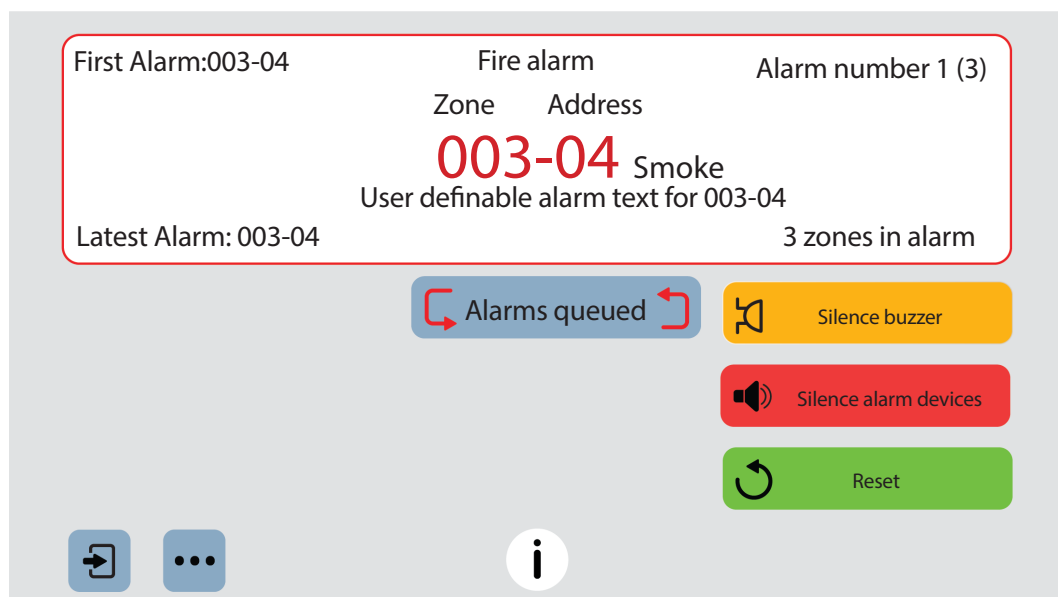 First Alarm:003-04 Fire alarm Alarm number 1 (3)
Zone Address
003-04 Smoke
User definable alarm text for 003-04
Latest Alarm: 003-04 3 zones in alarm
Alarms queued
Silence buzzer
Silence alarm devices
Reset
i